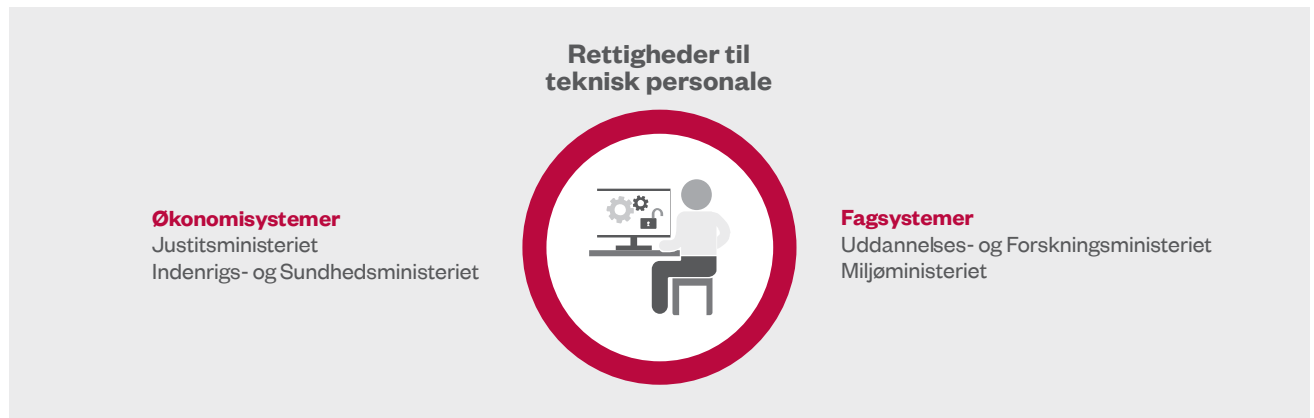 Rettigheder til
teknisk personale
Økonomisystemer
Justitsministeriet
Indenrigs- og Sundhedsministeriet
Fagsystemer
Uddannelses- og Forskningsministeriet
Miljøministeriet